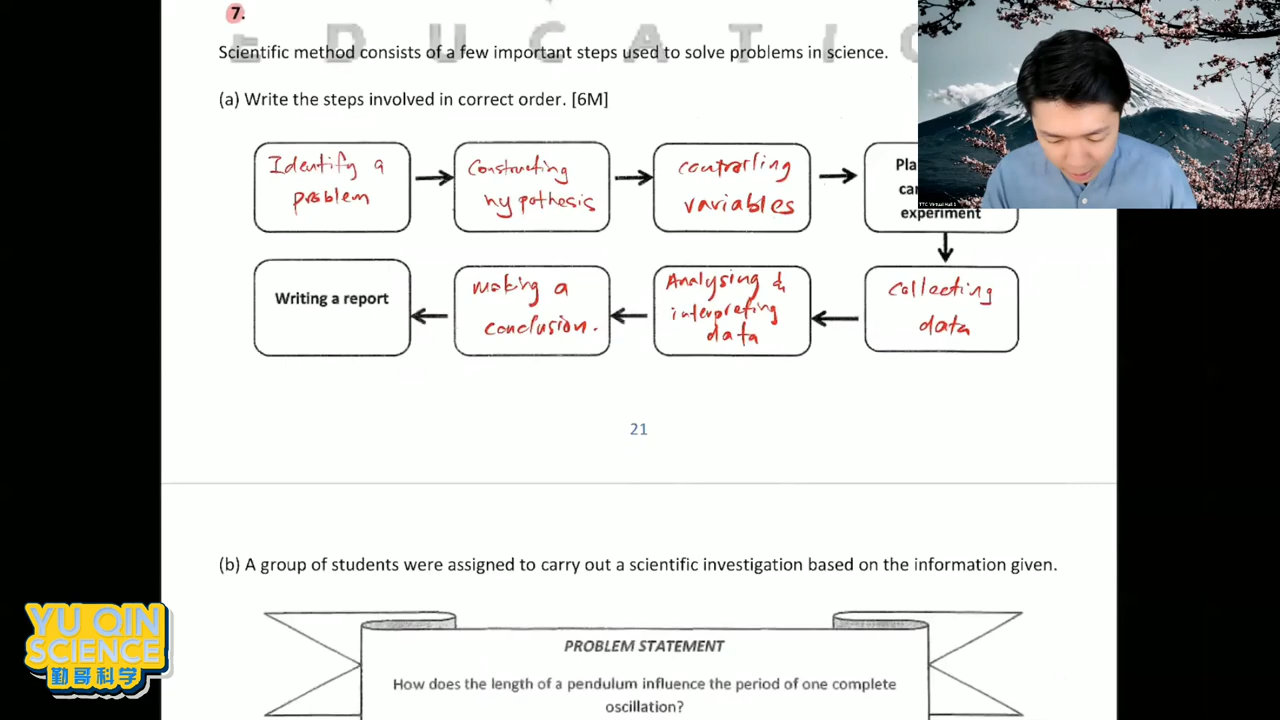 7.
EDUCATI
Scientific method consists of a few important steps used to solve problems in science.
(a) Write the steps involved in correct order. [6M]
Identify a
problem
Constructing
hypothesis
controlling
variables
experiment
Writing a report
making a
conclusion.
Analysing &
interpreting
data
collecting
data
21
(b) A group of students were assigned to carry out a scientific investigation based on the information given.
PROBLEM STATEMENT
How does the length of a pendulum influence the period of one complete
oscillation?
YU QIN
SCIENCE
勤哥科学